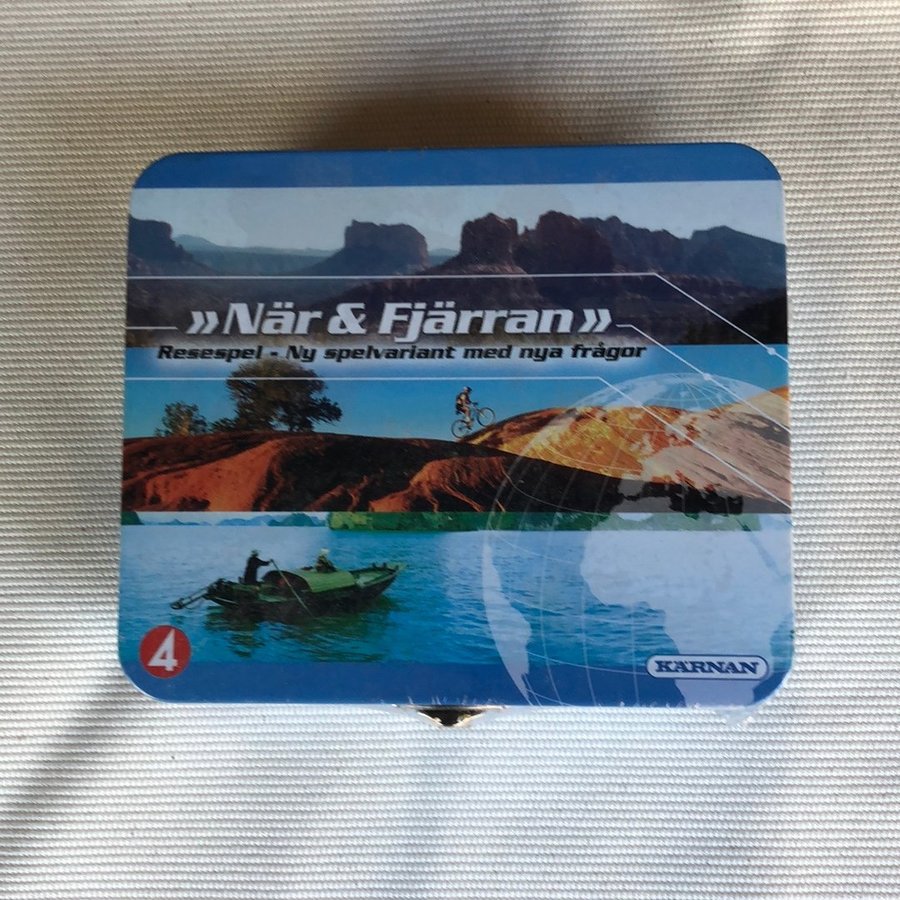 »När & Fjärran»
Resespel - Ny spelvariant med nya frågor
4
KÄRNAN